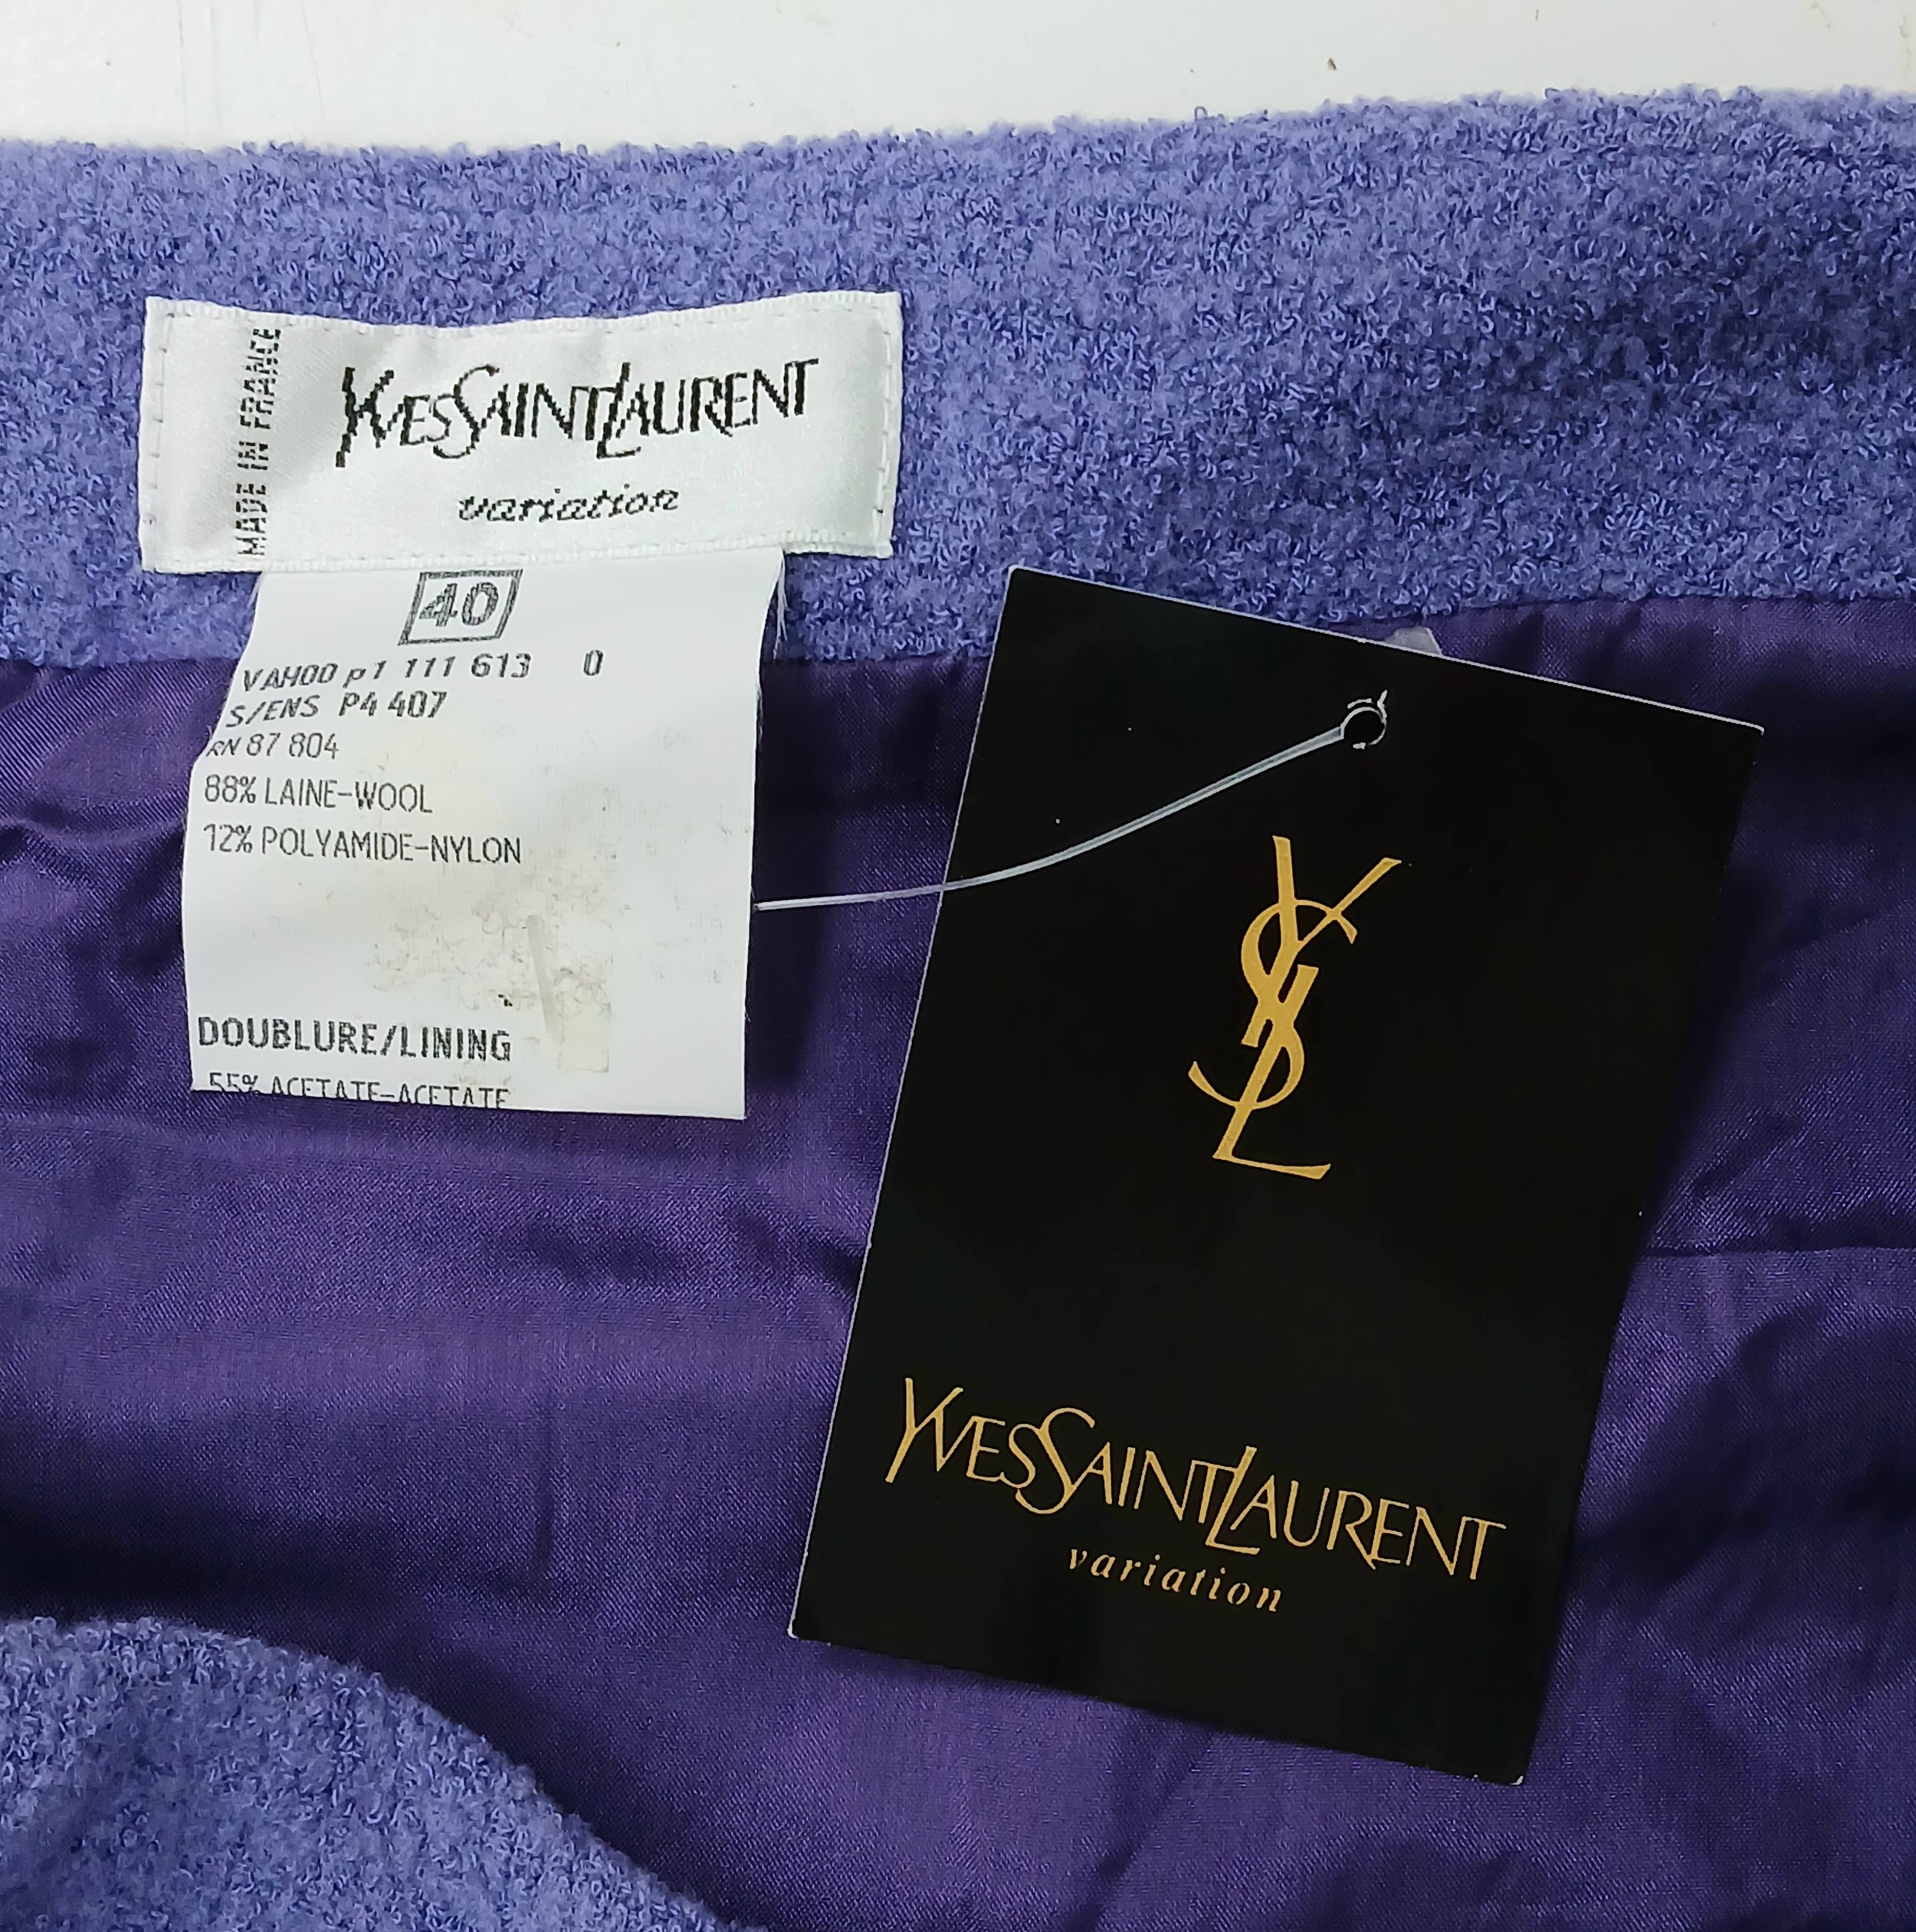 MADE IN FRANCE
YVESSAINTLAURENT
variation
40
VAHOO p1 111 613 0
S/ENS P4 407
RN 87 804
88% LAINE-WOOL
12% POLYAMIDE-NYLON
DOUBLURE/LINING
55% ACETATE-ACETATE
YSL
YVESSAINTLAURENT
variation